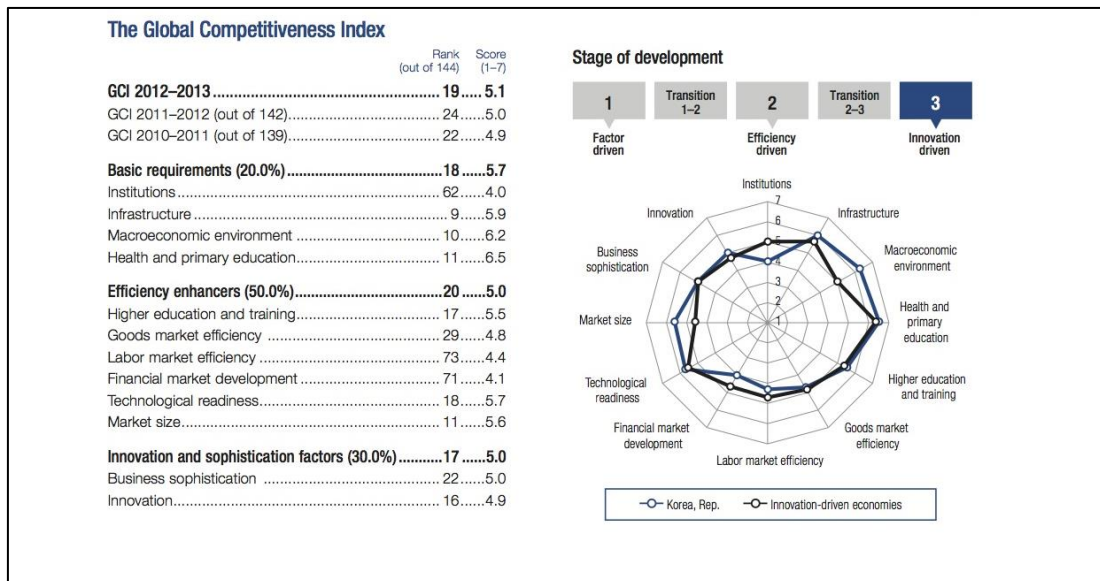 The Global Competitiveness Index
Rank Score
(out of 144) (1–7)
GCI 2012–2013 19 5.1
GCI 2011–2012 (out of 142) 24 5.0
GCI 2010–2011 (out of 139) 22 4.9
Basic requirements (20.0%) 18 5.7
Institutions 62 4.0
Infrastructure 9 5.9
Macroeconomic environment 10 6.2
Health and primary education 11 6.5
Efficiency enhancers (50.0%) 20 5.0
Higher education and training 17 5.5
Goods market efficiency 29 4.8
Labor market efficiency 73 4.4
Financial market development 71 4.1
Technological readiness 18 5.7
Market size 11 5.6
Innovation and sophistication factors (30.0%) 17 5.0
Business sophistication 22 5.0
Innovation 16 4.9
Stage of development
1
Transition
1–2
2
Transition
2–3
3
Factor
driven
Efficiency
driven
Innovation
driven
Institutions
Infrastructure
Macroeconomic
environment
Health and
primary
education
Higher education
and training
Goods market
efficiency
Labor market efficiency
Financial market
development
Technological
readiness
Market size
Business
sophistication
Innovation
7
6
5
4
3
2
1
Korea, Rep. Innovation-driven economies